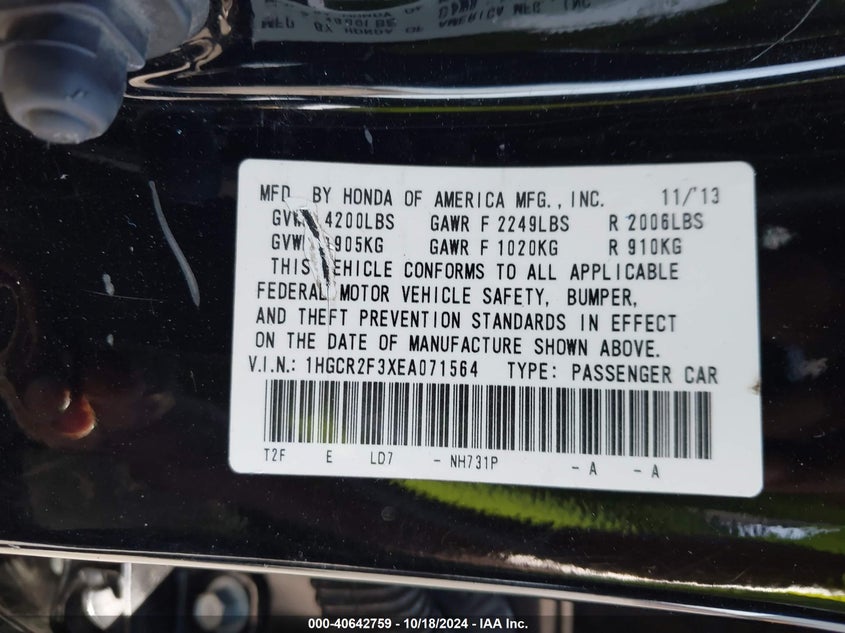 MFD BY HONDA OF AMERICA MFG., INC. 11/'13
4200LBS GAWR F 2249LBS R 2006LBS
905KG GAWR F 1020KG R 910KG
THIS VEHICLE CONFORMS TO ALL APPLICABLE
FEDERAL MOTOR VEHICLE SAFETY, BUMPER,
AND THEFT PREVENTION STANDARDS IN EFFECT
ON THE DATE OF MANUFACTURE SHOWN ABOVE.
V.I.N.: 1HGCR2F3XEA071564 TYPE: PASSENGER CAR
T2F E LD7 - NH731P - A - A
000-40642759 - 10/18/2024 - IAA Inc.